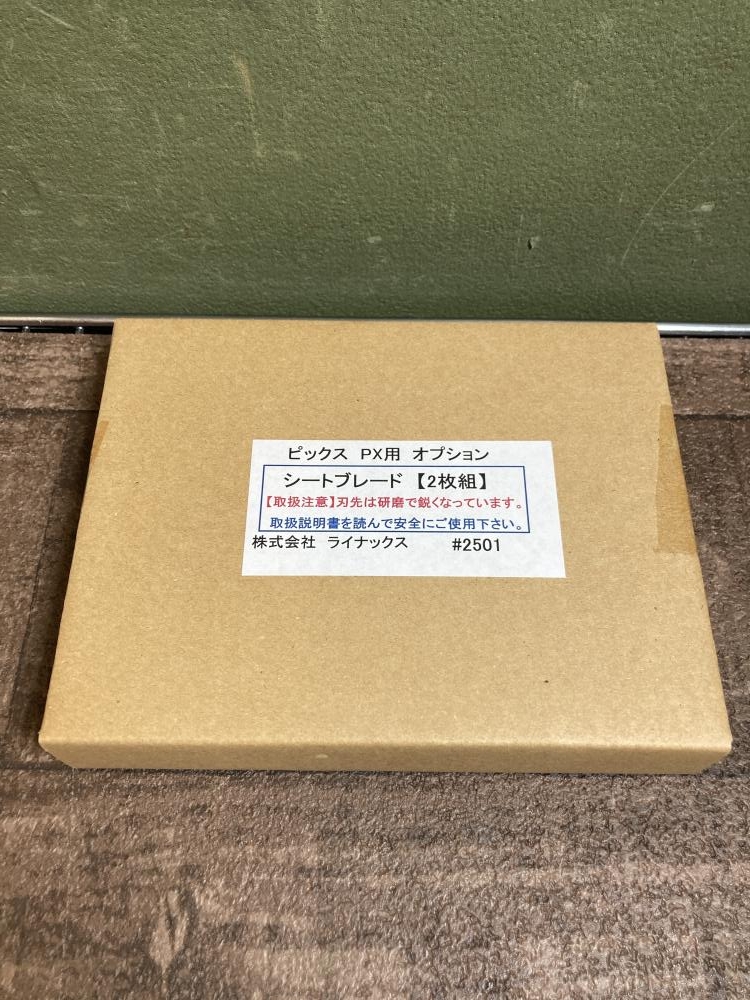 ピックス PX用 オプション
シートブレード【2枚組】
【取扱注意】刃先は研磨で鋭くなっています。
取扱説明書を読んで安全にご使用下さい。
株式会社 ライナックス #2501